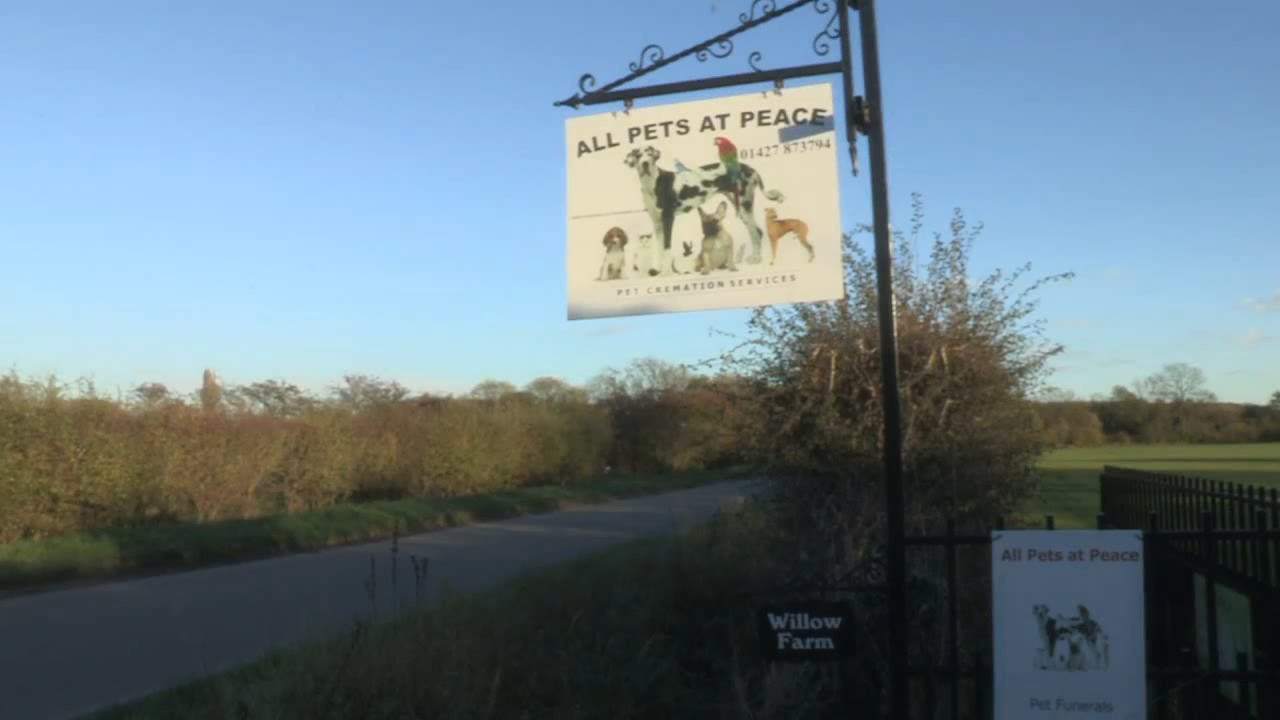 ALL PETS AT PEACE
01427 873794
PET CREMATION SERVICES
All Pets at Peace
Willow
Farm
Pet Funerals